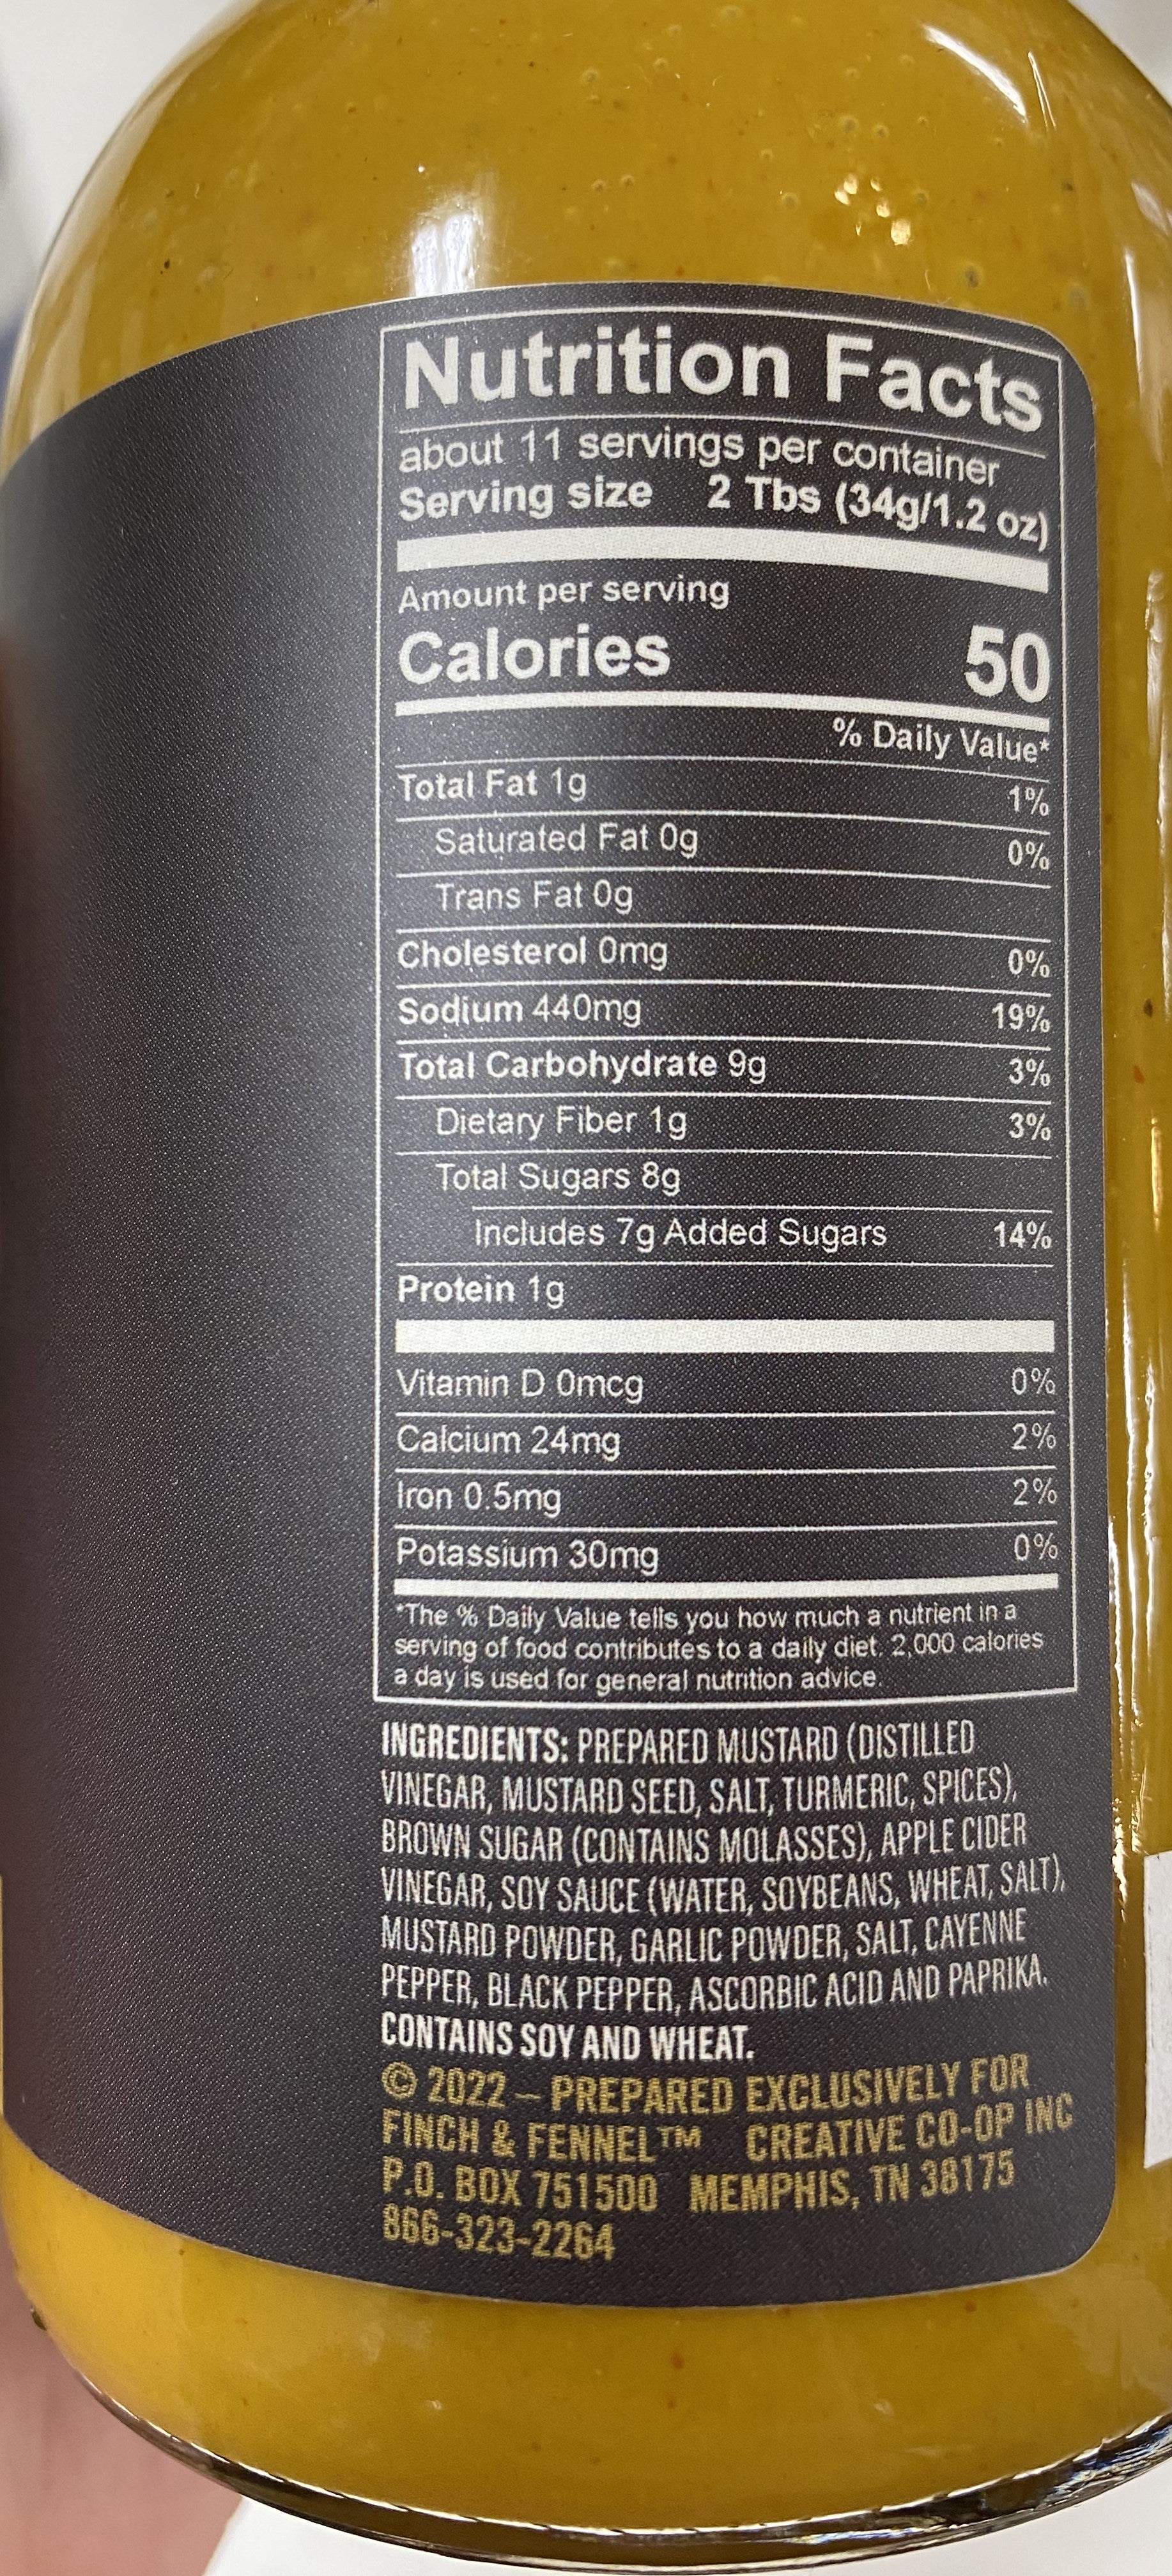 Nutrition Facts
about 11 servings per container
Serving size 2 Tbs (34g/1.2 oz)
Amount per serving
Calories 50
% Daily Value*
Total Fat 1g 1%
Saturated Fat 0g 0%
Trans Fat 0g
Cholesterol 0mg 0%
Sodium 440mg 19%
Total Carbohydrate 9g 3%
Dietary Fiber 1g 3%
Total Sugars 8g
Includes 7g Added Sugars 14%
Protein 1g
Vitamin D 0mcg 0%
Calcium 24mg 2%
Iron 0.5mg 2%
Potassium 30mg 0%
*The % Daily Value tells you how much a nutrient in a
serving of food contributes to a daily diet. 2,000 calories
a day is used for general nutrition advice.
INGREDIENTS: PREPARED MUSTARD (DISTILLED
VINEGAR, MUSTARD SEED, SALT, TURMERIC, SPICES),
BROWN SUGAR (CONTAINS MOLASSES), APPLE CIDER
VINEGAR, SOY SAUCE (WATER, SOYBEANS, WHEAT, SALT),
MUSTARD POWDER, GARLIC POWDER, SALT, CAYENNE
PEPPER, BLACK PEPPER, ASCORBIC ACID AND PAPRIKA.
CONTAINS SOY AND WHEAT.
© 2022 – PREPARED EXCLUSIVELY FOR
FINCH & FENNEL™ CREATIVE CO-OP INC
P.O. BOX 751500 MEMPHIS, TN 38175
866-323-2264